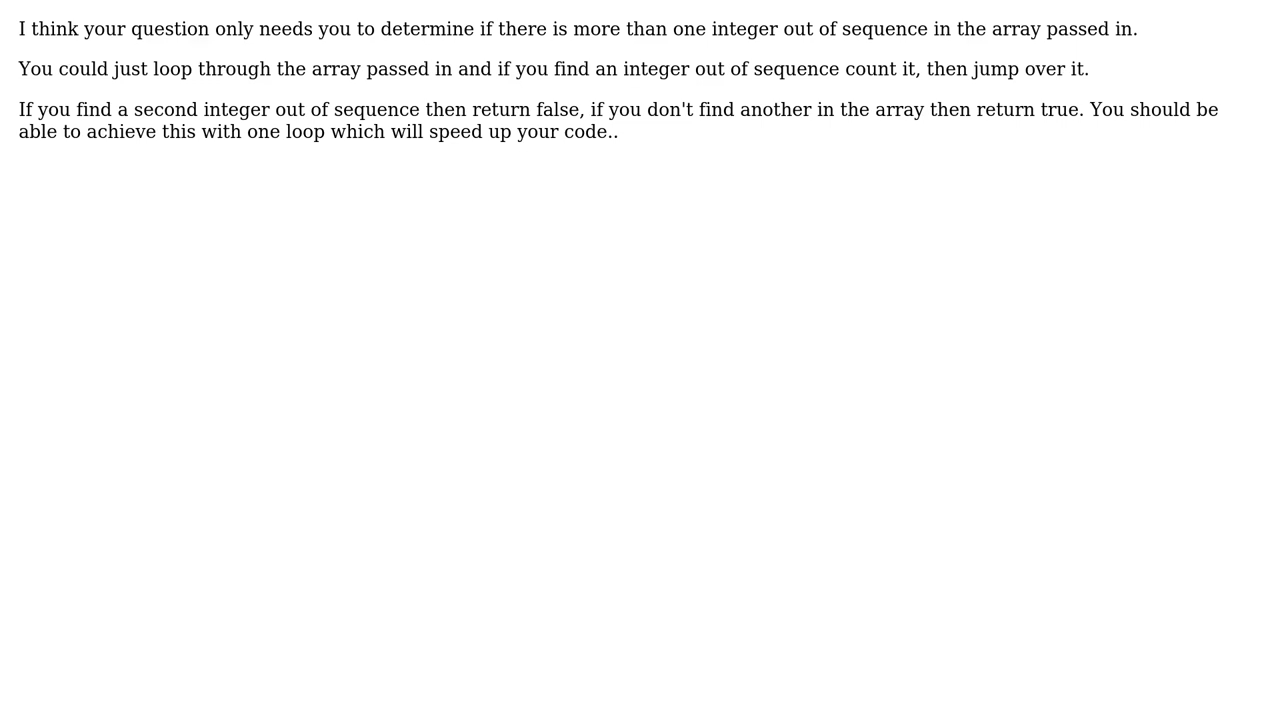 I think your question only needs you to determine if there is more than one integer out of sequence in the array passed in.
You could just loop through the array passed in and if you find an integer out of sequence count it, then jump over it.
If you find a second integer out of sequence then return false, if you don't find another in the array then return true. You should be
able to achieve this with one loop which will speed up your code..